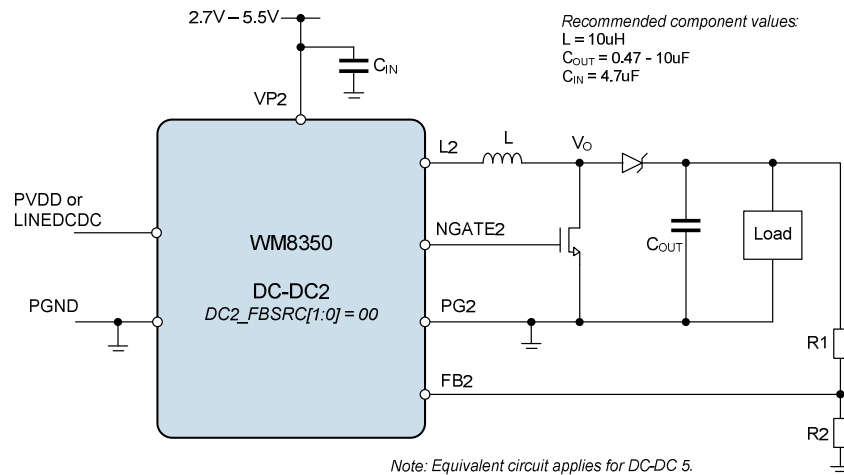 2.7V – 5.5V
Recommended component values:
L = 10uH
COUT = 0.47 - 10uF
CIN = 4.7uF
CIN
VP2
L2
L
VO
PVDD or
LINEDCDC
WM8350
NGATE2
COUT
Load
DC-DC2
DC2_FBSRC[1:0] = 00
PGND
PG2
R1
FB2
R2
Note: Equivalent circuit applies for DC-DC 5.